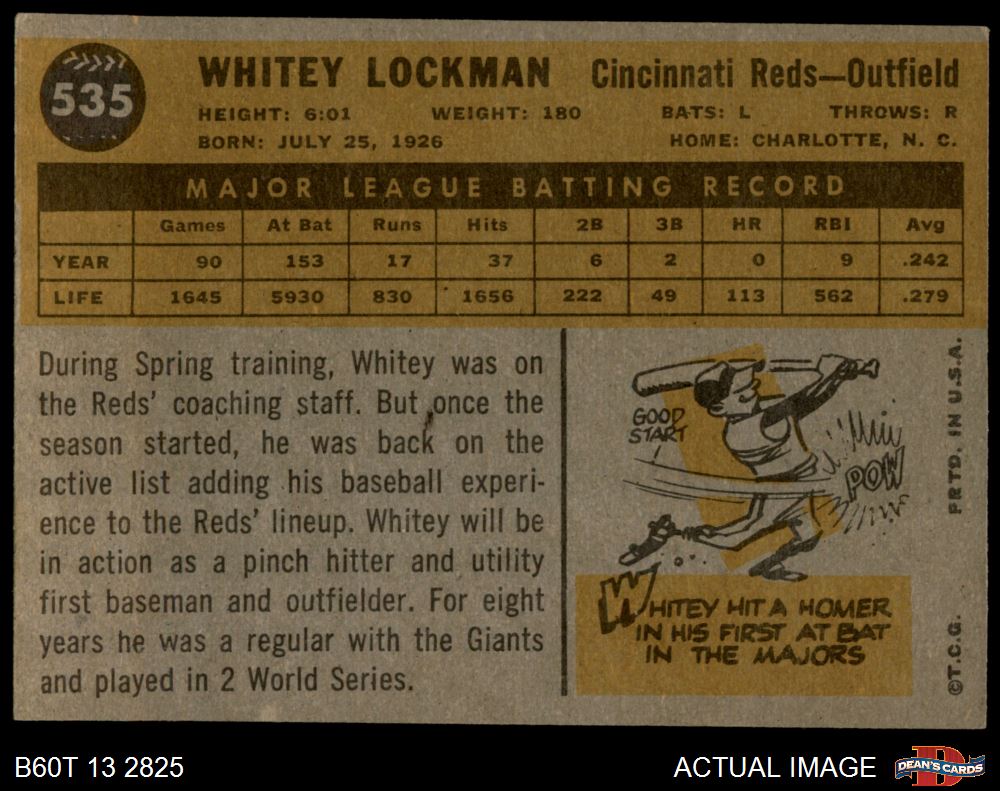 535
WHITEY LOCKMAN Cincinnati Reds—Outfield
HEIGHT: 6:01 WEIGHT: 180 BATS: L THROWS: R
BORN: JULY 25, 1926 HOME: CHARLOTTE, N. C.
MAJOR LEAGUE BATTING RECORD
Games At Bat Runs Hits 2B 3B HR RBI Avg
YEAR 90 153 17 37 6 2 0 9 .242
LIFE 1645 5930 830 1656 222 49 113 562 .279
During Spring training, Whitey was on
the Reds' coaching staff. But once the
season started, he was back on the
active list adding his baseball experi-
ence to the Reds' lineup. Whitey will be
in action as a pinch hitter and utility
first baseman and outfielder. For eight
years he was a regular with the Giants
and played in 2 World Series.
GOOD
START
POW
WHITEY HIT A HOMER
IN HIS FIRST AT BAT
IN THE MAJORS
©T.C.G. PRTD. IN U.S.A.
B60T 13 2825
ACTUAL IMAGE
DEAN'S CARDS